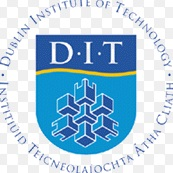 DUBLIN INSTITUTE OF TECHNOLOGY
D·I·T
INSTITIÚID TEICNEOLAÍOCHTA ÁTHA CLIATH